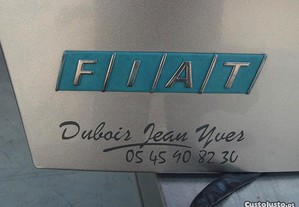 FIAT
Dubois Jean Yves
05 45 90 82 30
CustoJusto.pt